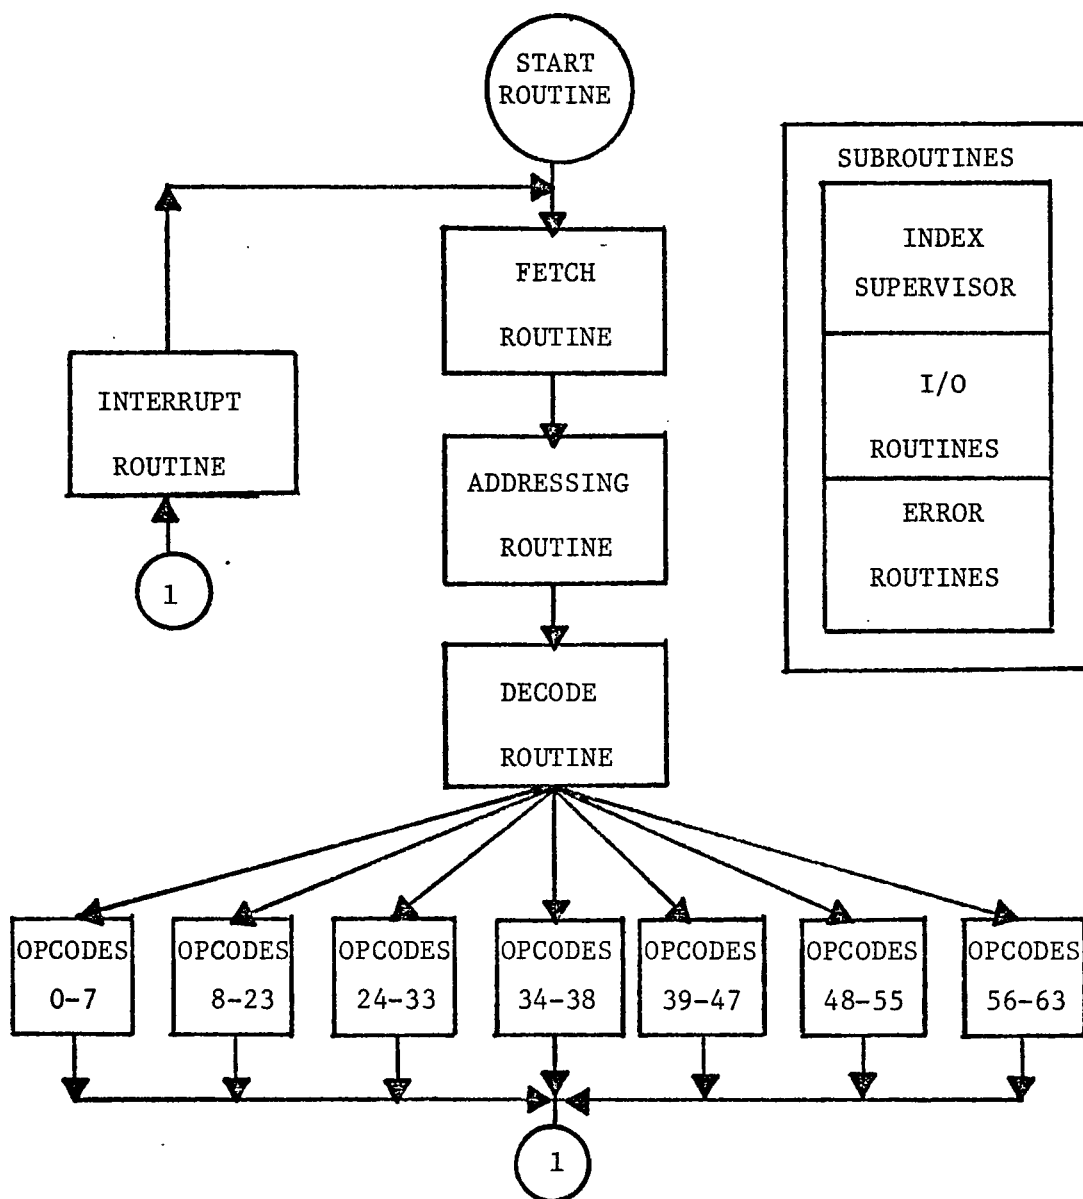 START
ROUTINE
SUBROUTINES
INDEX
SUPERVISOR
I/O
ROUTINES
ERROR
ROUTINES
FETCH
ROUTINE
INTERRUPT
ROUTINE
1
ADDRESSING
ROUTINE
DECODE
ROUTINE
OPCODES
0-7
OPCODES
8-23
OPCODES
24-33
OPCODES
34-38
OPCODES
39-47
OPCODES
48-55
OPCODES
56-63
1